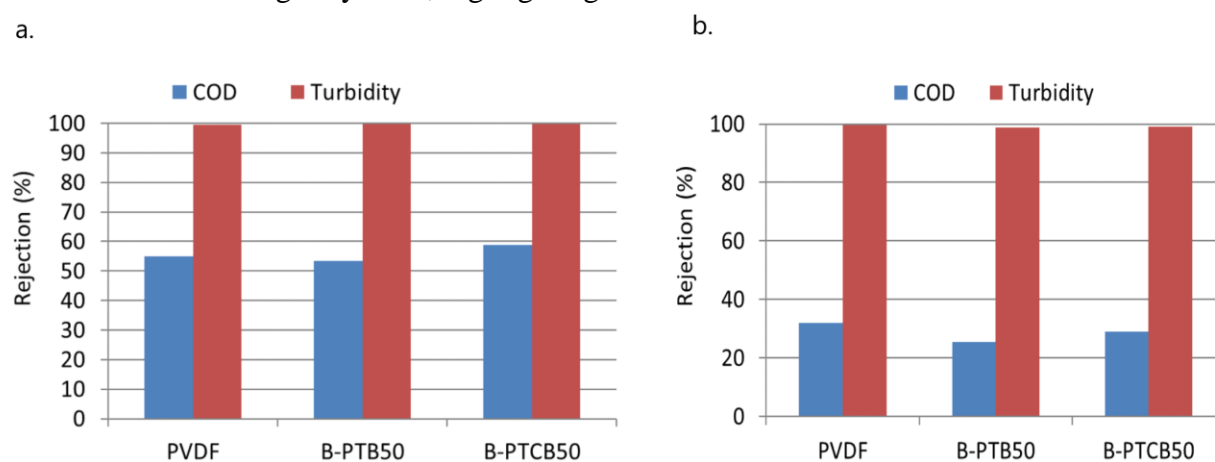 a.
COD Turbidity
Rejection (%)
100
90
80
70
60
50
40
30
20
10
0
PVDF B-PTB50 B-PTCB50
b.
COD Turbidity
Rejection (%)
100
80
60
40
20
0
PVDF B-PTB50 B-PTCB50